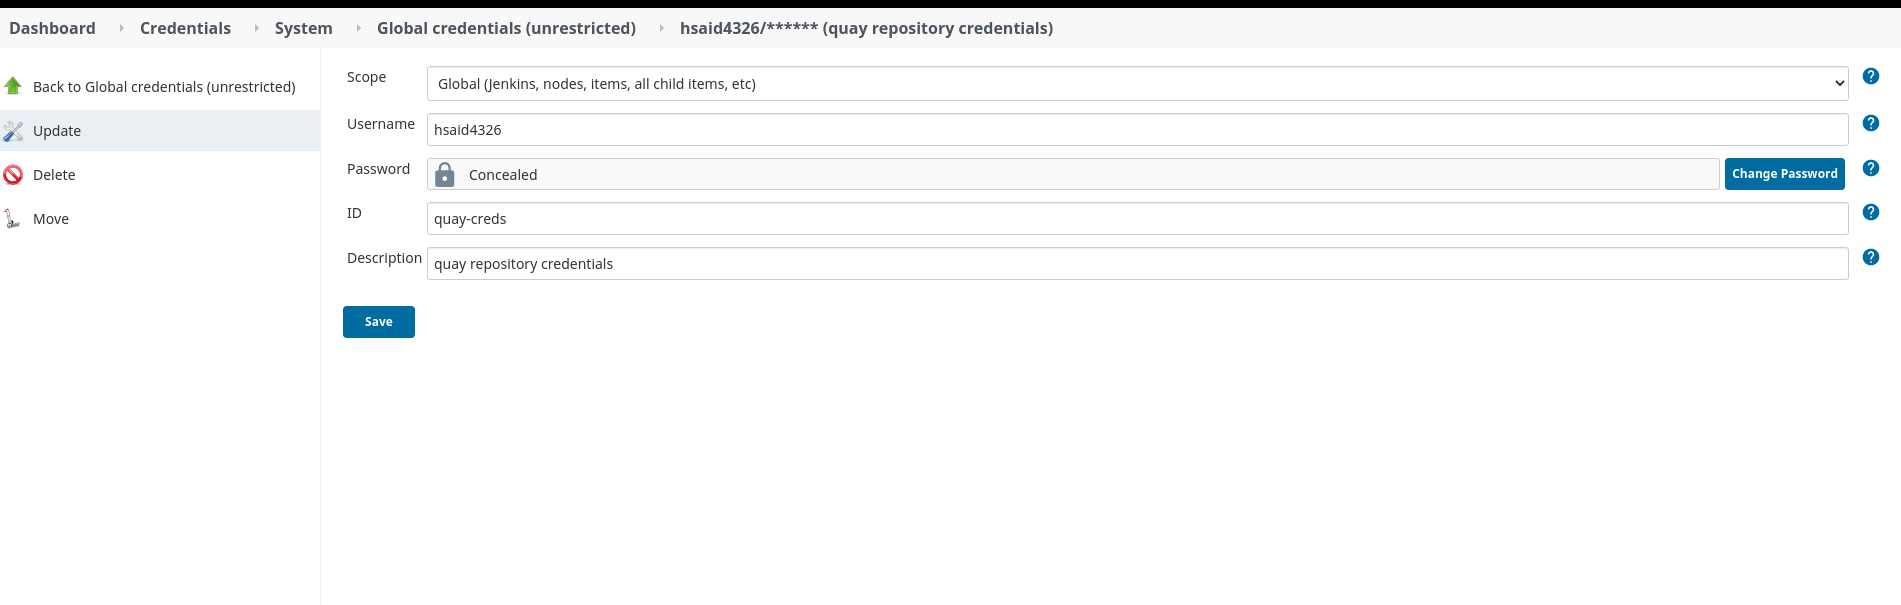 Dashboard Credentials System Global credentials (unrestricted) hsaid4326/****** (quay repository credentials)
Back to Global credentials (unrestricted)
Update
Delete
Move
Scope Global (Jenkins, nodes, items, all child items, etc) ?
Username hsaid4326 ?
Password Concealed Change Password ?
ID quay-creds ?
Description quay repository credentials ?
Save